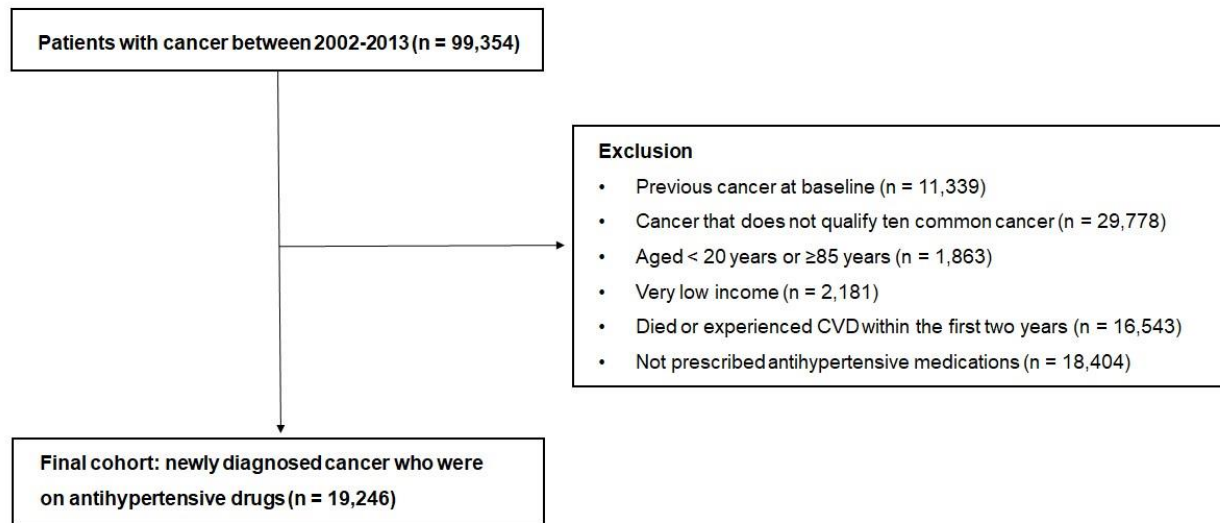 Patients with cancer between 2002-2013 (n = 99,354)
Exclusion
• Previous cancer at baseline (n = 11,339)
• Cancer that does not qualify ten common cancer (n = 29,778)
• Aged < 20 years or ≥85 years (n = 1,863)
• Very low income (n = 2,181)
• Died or experienced CVD within the first two years (n = 16,543)
• Not prescribed antihypertensive medications (n = 18,404)
Final cohort: newly diagnosed cancer who were
on antihypertensive drugs (n = 19,246)